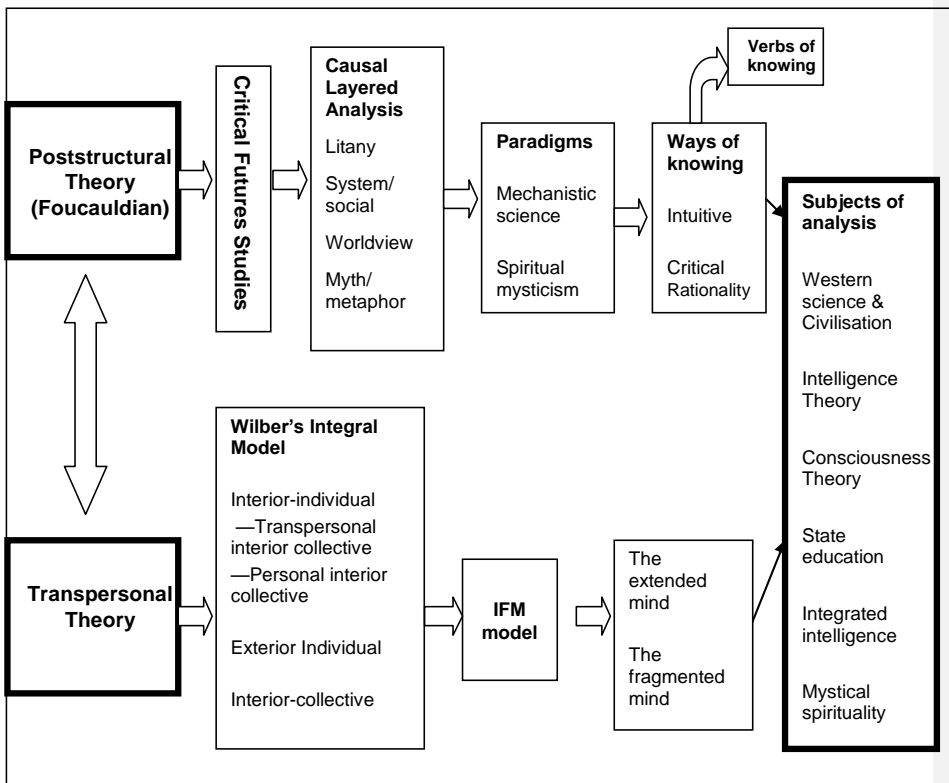 Poststructural
Theory
(Foucauldian)
Critical Futures Studies
Causal
Layered
Analysis
Litany
System/
social
Worldview
Myth/
metaphor
Paradigms
Mechanistic
science
Spiritual
mysticism
Verbs of
knowing
Ways of
knowing
Intuitive
Critical
Rationality
Subjects of
analysis
Western
science &
Civilisation
Intelligence
Theory
Consciousness
Theory
State
education
Integrated
intelligence
Mystical
spirituality
Transpersonal
Theory
Wilber’s Integral
Model
Interior-individual
—Transpersonal
interior collective
—Personal interior
collective
Exterior Individual
Interior-collective
IFM
model
The
extended
mind
The
fragmented
mind